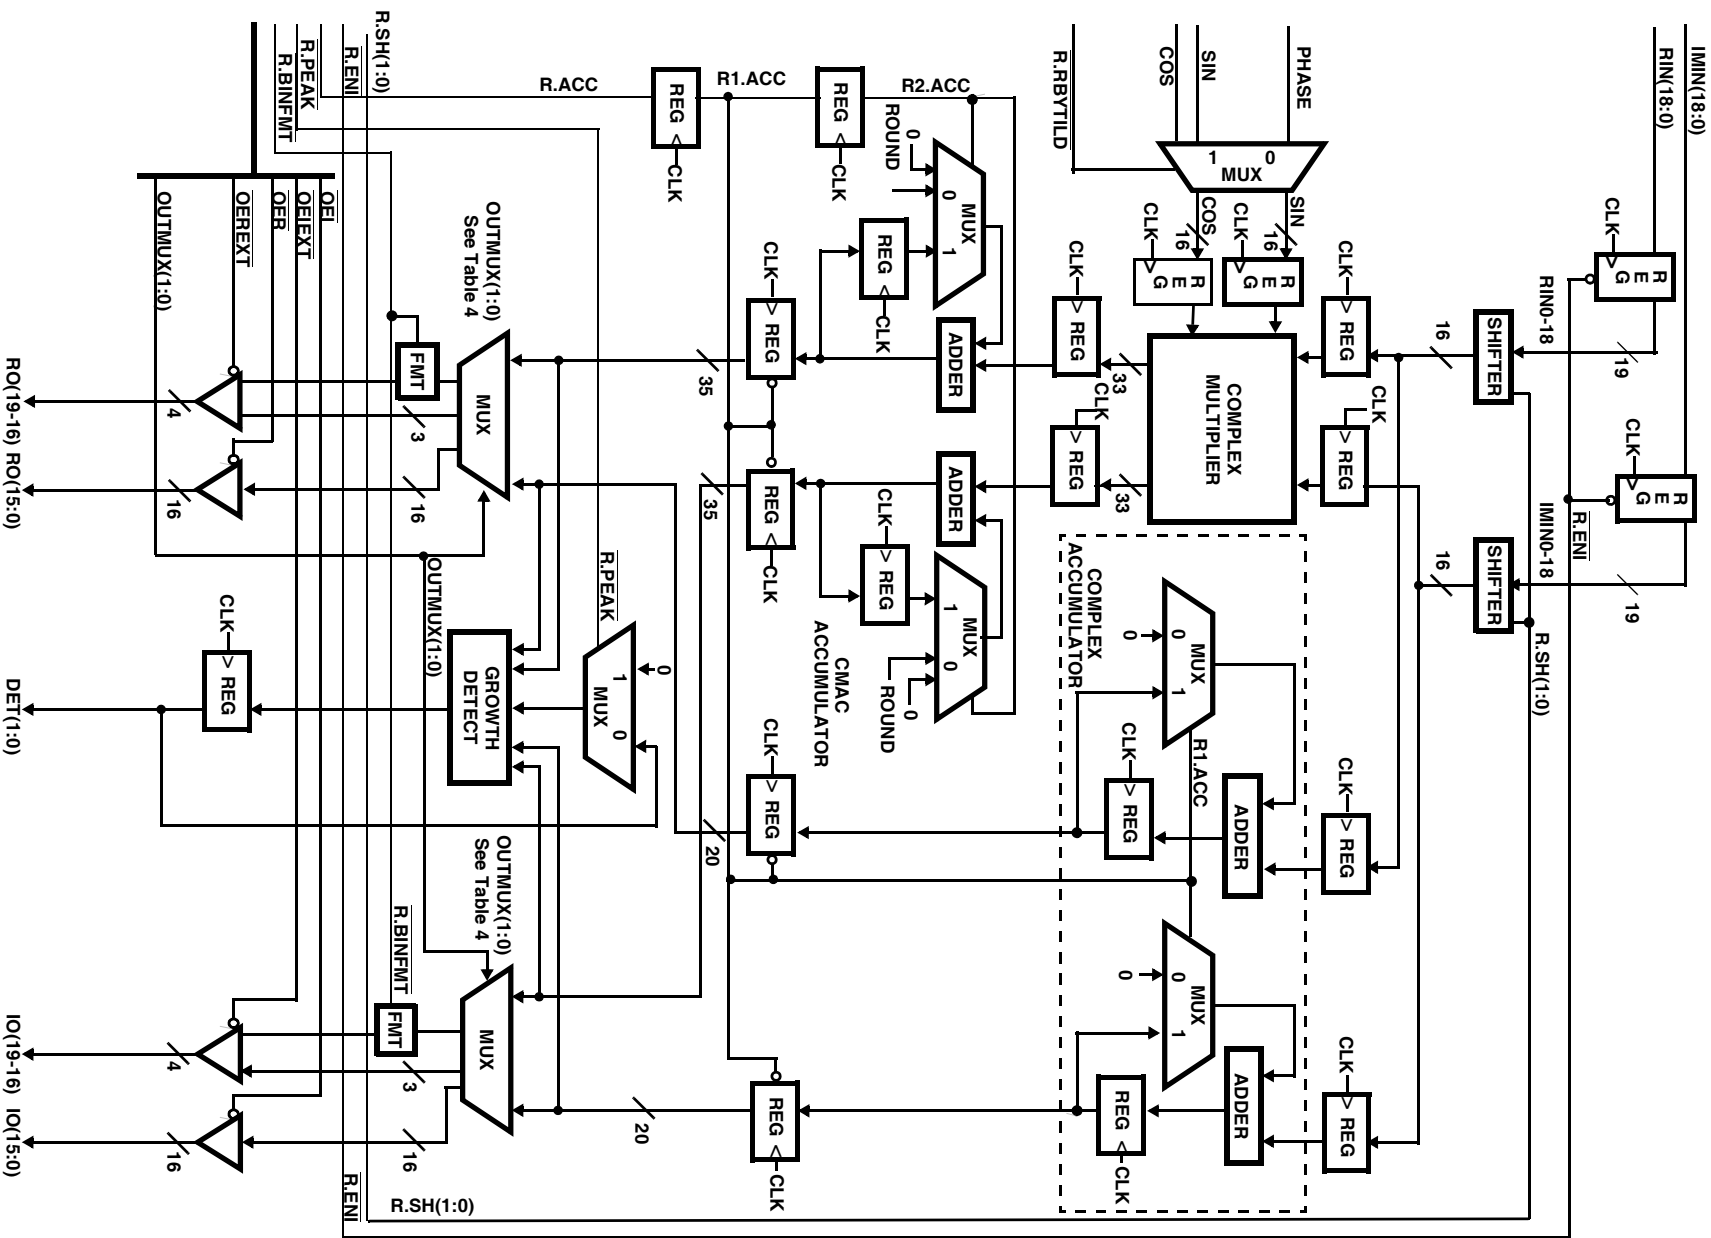 R.SH(1:0)
R.ENI
R.PEAK
R.BINFMT
R.ACC
REG
CLK
R1.ACC
REG
CLK
R2.ACC
ROUND
0
0
MUX
1
REG
CLK
R.RBYTILD
COS
SIN
PHASE
1
0
MUX
COS
SIN
16
16
CLK
CLK
REG
REG
IMIN(18:0)
RIN(18:0)
CLK
REG
RIN0-18
19
SHIFTER
16
CLK
REG
IMIN0-18
R.ENI
19
SHIFTER
16
R.SH(1:0)
CLK
REG
CLK
REG
COMPLEX
MULTIPLIER
33
33
CLK
REG
CLK
REG
ADDER
ADDER
CLK
REG
35
REG
CLK
35
CLK
REG
1
MUX
0
ROUND
0
CMAC
ACCUMULATOR
COMPLEX
ACCUMULATOR
0
0
MUX
1
R1.ACC
CLK
REG
ADDER
CLK
REG
CLK
REG
20
0
0
MUX
1
REG
CLK
ADDER
CLK
REG
REG
CLK
20
OUTMUX(1:0)
OEREXT
OER
OEIEXT
OEI
OUTMUX(1:0)
See Table 4
MUX
FMT
3
16
4
16
RO(19-16)
RO(15:0)
OUTMUX(1:0)
R.PEAK
0
1
MUX
0
GROWTH
DETECT
CLK
REG
DET(1:0)
OUTMUX(1:0)
See Table 4
R.BINFMT
MUX
FMT
3
16
4
16
IO(19-16)
IO(15:0)
R.ENI
R.SH(1:0)